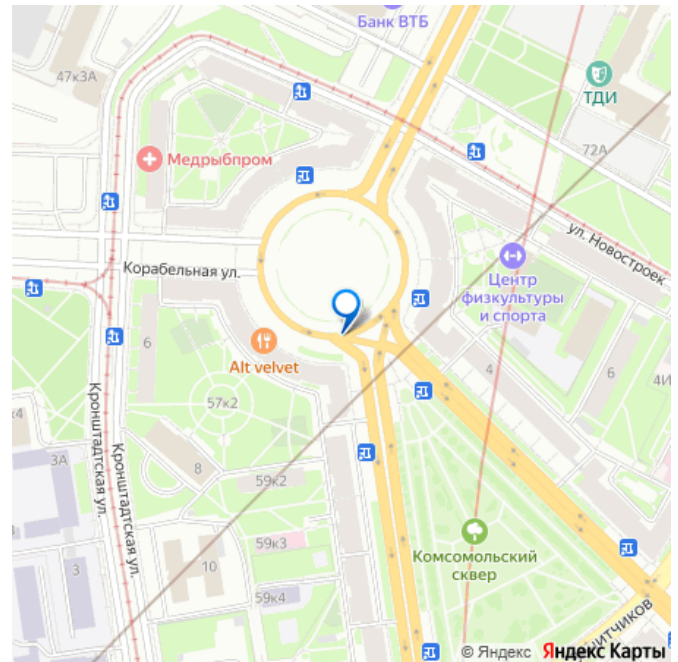 Банк ВТБ
47к3А
ТДИ
72А
Медрыбпром
ул. Новостроек
Корабельная ул.
Центр
физкультуры
и спорта
6
Alt velvet
4
6
4И
57к2
Кронштадтская ул.
Кронштадтская ул.
3А
8
59к2
59к3
Комсомольский
сквер
3
10
59к4
© Яндекс Яндекс Карты